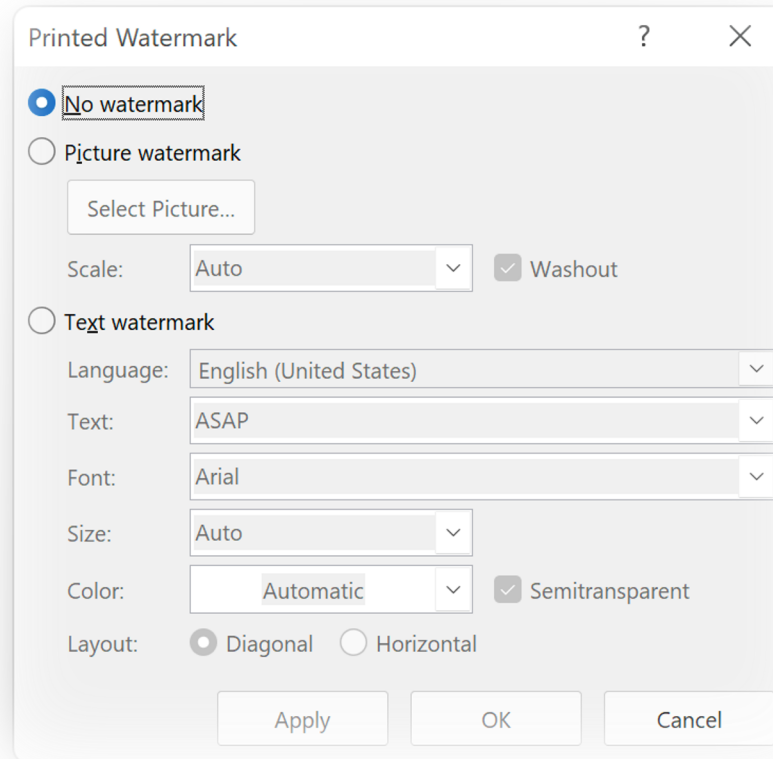 Printed Watermark ?
No watermark
Picture watermark
Select Picture...
Scale: Auto Washout
Text watermark
Language: English (United States)
Text: ASAP
Font: Arial
Size: Auto
Color: Automatic Semitransparent
Layout: Diagonal Horizontal
Apply OK Cancel